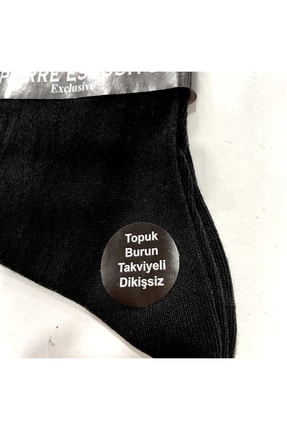 Exclusive
Topuk
Burun
Takviyeli
Dikişsiz